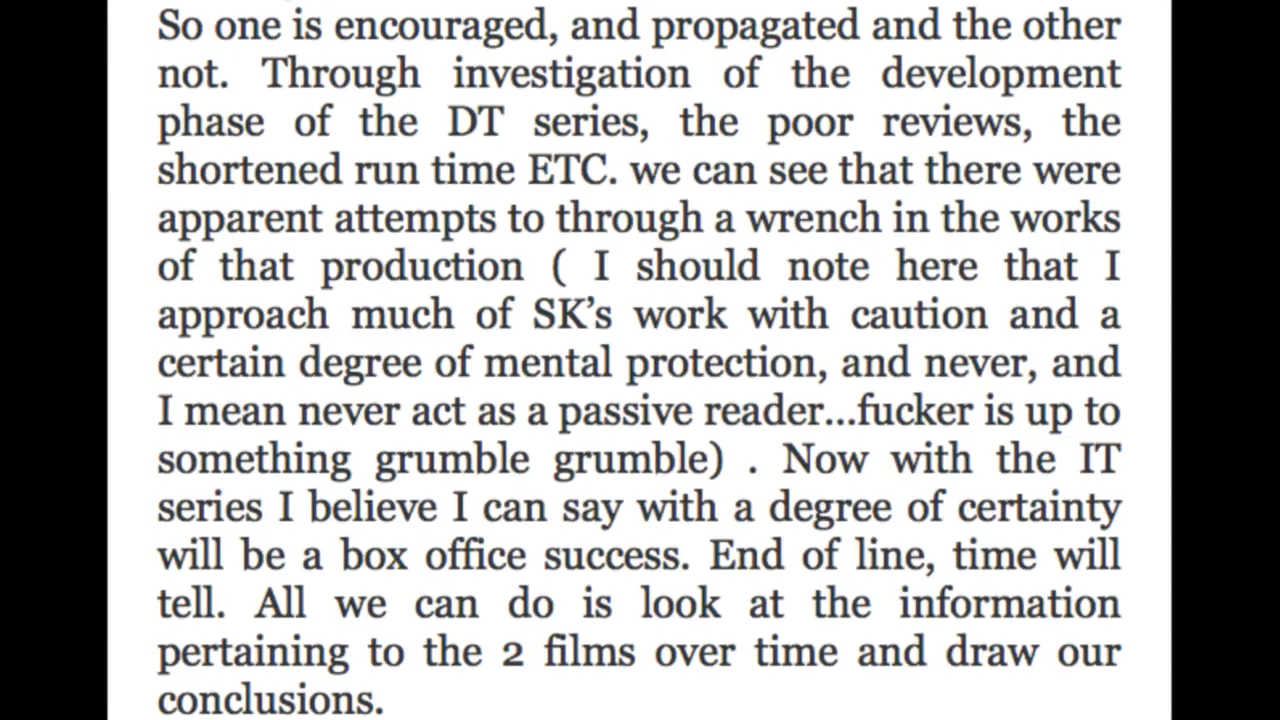 So one is encouraged, and propagated and the other
not. Through investigation of the development
phase of the DT series, the poor reviews, the
shortened run time ETC. we can see that there were
apparent attempts to through a wrench in the works
of that production ( I should note here that I
approach much of SK’s work with caution and a
certain degree of mental protection, and never, and
I mean never act as a passive reader...fucker is up to
something grumble grumble) . Now with the IT
series I believe I can say with a degree of certainty
will be a box office success. End of line, time will
tell. All we can do is look at the information
pertaining to the 2 films over time and draw our
conclusions.